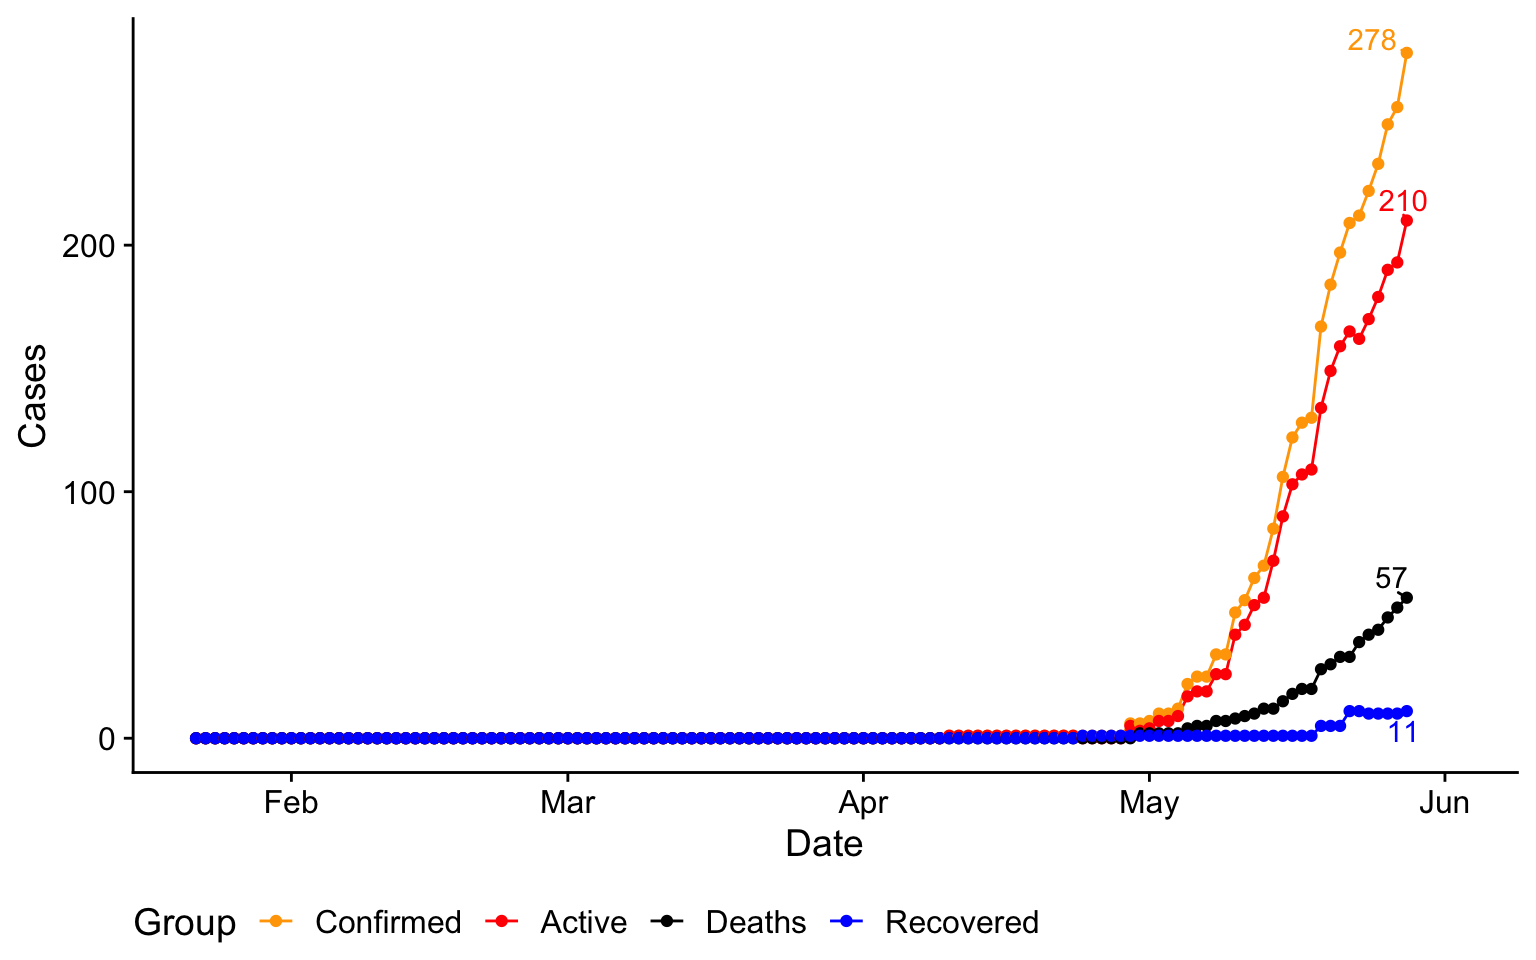 278
210
200
100
57
11
0
Cases
Feb Mar Apr May Jun
Date
Group Confirmed Active Deaths Recovered